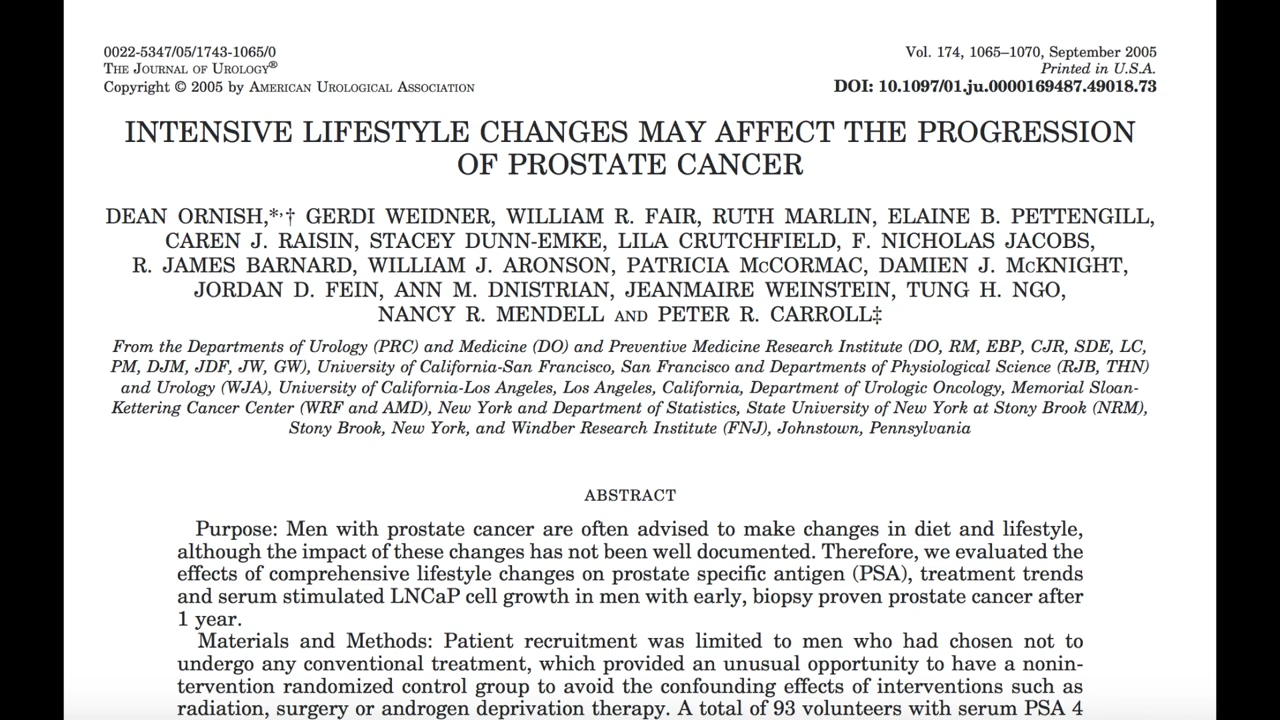 0022-5347/05/1743-1065/0
THE JOURNAL OF UROLOGY®
Copyright © 2005 by AMERICAN UROLOGICAL ASSOCIATION
Vol. 174, 1065–1070, September 2005
Printed in U.S.A.
DOI: 10.1097/01.ju.0000169487.49018.73
INTENSIVE LIFESTYLE CHANGES MAY AFFECT THE PROGRESSION
OF PROSTATE CANCER
DEAN ORNISH,*,† GERDI WEIDNER, WILLIAM R. FAIR, RUTH MARLIN, ELAINE B. PETTENGILL,
CAREN J. RAISIN, STACEY DUNN-EMKE, LILA CRUTCHFIELD, F. NICHOLAS JACOBS,
R. JAMES BARNARD, WILLIAM J. ARONSON, PATRICIA McCORMAC, DAMIEN J. McKNIGHT,
JORDAN D. FEIN, ANN M. DNISTRIAN, JEANMAIRE WEINSTEIN, TUNG H. NGO,
NANCY R. MENDELL AND PETER R. CARROLL‡
From the Departments of Urology (PRC) and Medicine (DO) and Preventive Medicine Research Institute (DO, RM, EBP, CJR, SDE, LC,
PM, DJM, JDF, JW, GW), University of California-San Francisco, San Francisco and Departments of Physiological Science (RJB, THN)
and Urology (WJA), University of California-Los Angeles, Los Angeles, California, Department of Urologic Oncology, Memorial Sloan-
Kettering Cancer Center (WRF and AMD), New York and Department of Statistics, State University of New York at Stony Brook (NRM),
Stony Brook, New York, and Windber Research Institute (FNJ), Johnstown, Pennsylvania
ABSTRACT
Purpose: Men with prostate cancer are often advised to make changes in diet and lifestyle,
although the impact of these changes has not been well documented. Therefore, we evaluated the
effects of comprehensive lifestyle changes on prostate specific antigen (PSA), treatment trends
and serum stimulated LNCaP cell growth in men with early, biopsy proven prostate cancer after
1 year.
Materials and Methods: Patient recruitment was limited to men who had chosen not to
undergo any conventional treatment, which provided an unusual opportunity to have a nonin-
tervention randomized control group to avoid the confounding effects of interventions such as
radiation, surgery or androgen deprivation therapy. A total of 93 volunteers with serum PSA 4